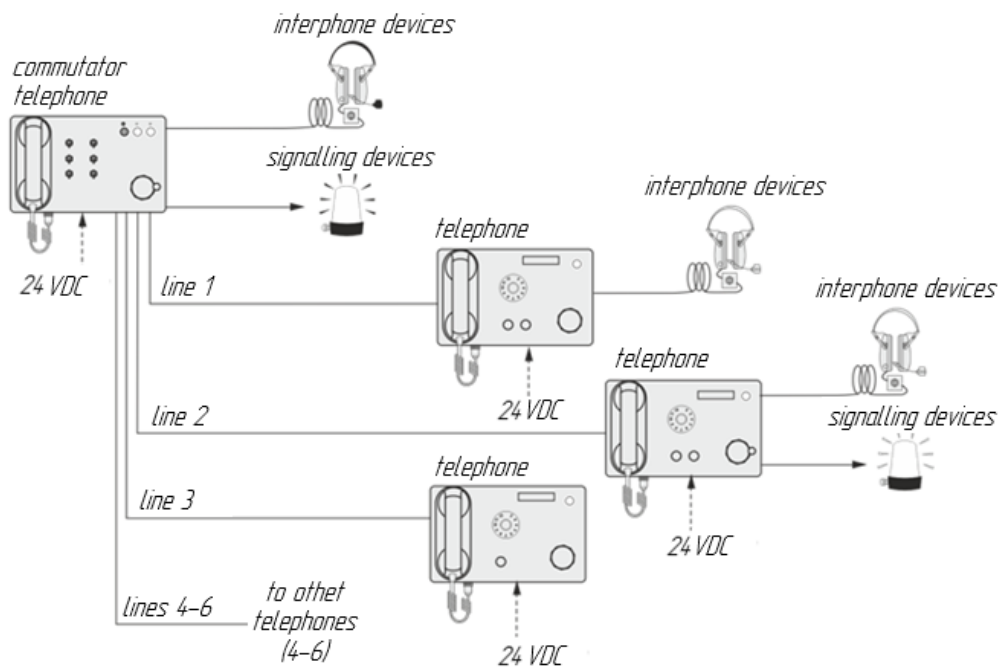 interphone devices
commutator
telephone
signalling devices
interphone devices
telephone
24 VDC
line 1
interphone devices
telephone
24 VDC
line 2
signalling devices
telephone
line 3
24 VDC
lines 4-6
to othet
telephones
(4-6)
24 VDC